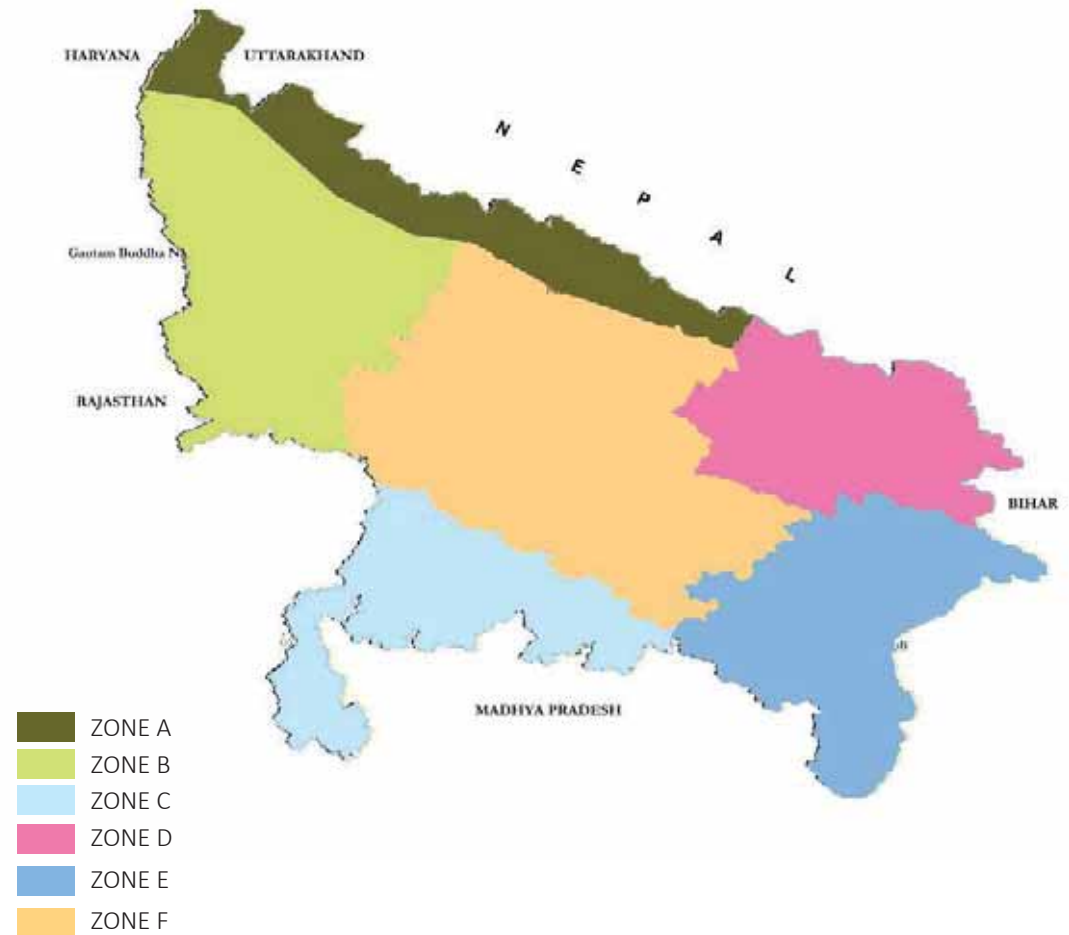 HARYANA
UTTARAKHAND
N E P A L
Gautam Buddha N
RAJASTHAN
BIHAR
MADHYA PRADESH
ZONE A
ZONE B
ZONE C
ZONE D
ZONE E
ZONE F